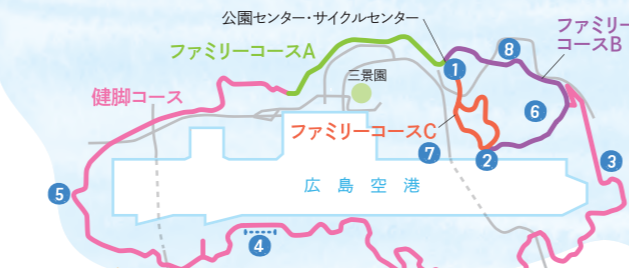 公園センター・サイクルセンター
ファミリー
コースB
ファミリーコースA
1
8
三景園
健脚コース
6
ファミリーコースC
7
2
3
広島空港
5
4